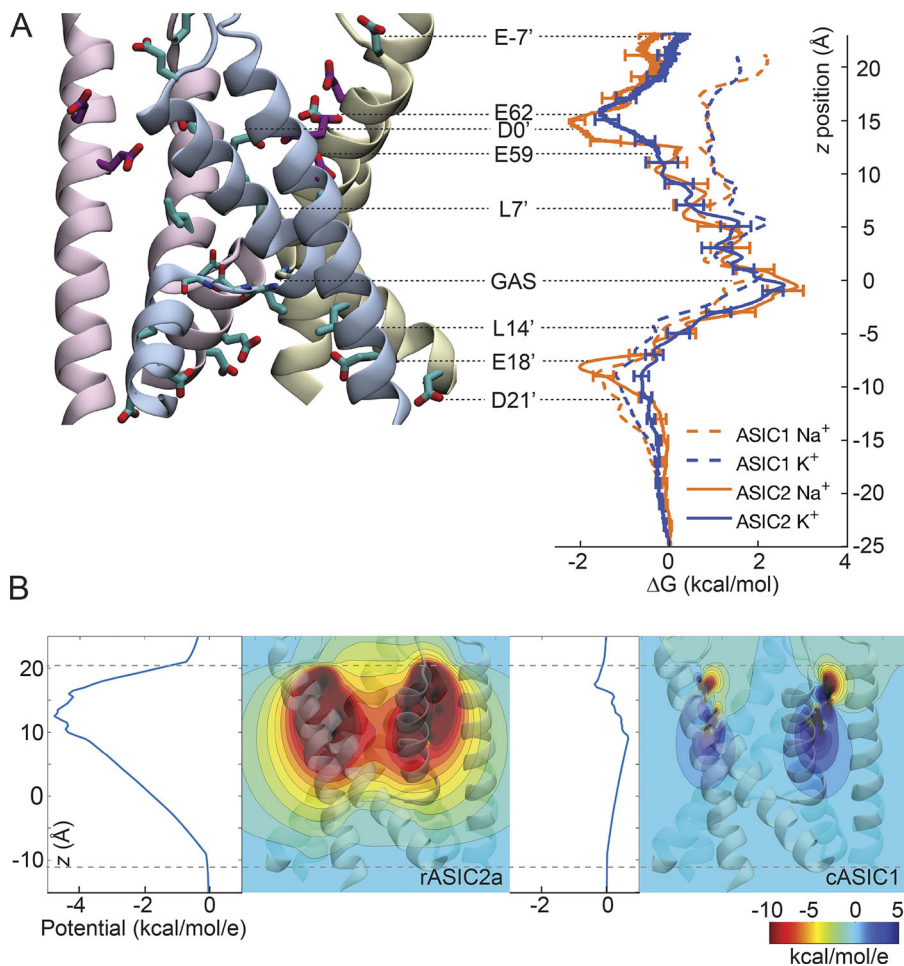 A
E-7’
E62
D0’
E59
L7’
GAS
L14’
E18’
D21’
z position (Å)
20
15
10
5
0
-5
-10
-15
-20
-25
ASIC1 Na+
ASIC1 K+
ASIC2 Na+
ASIC2 K+
-2 0 2 4
ΔG (kcal/mol)
B
20
10
0
-10
z (Å)
-4 -2 0
Potential (kcal/mol/e)
rASIC2a
-2 0
cASIC1
-10 -5 0 5
kcal/mol/e